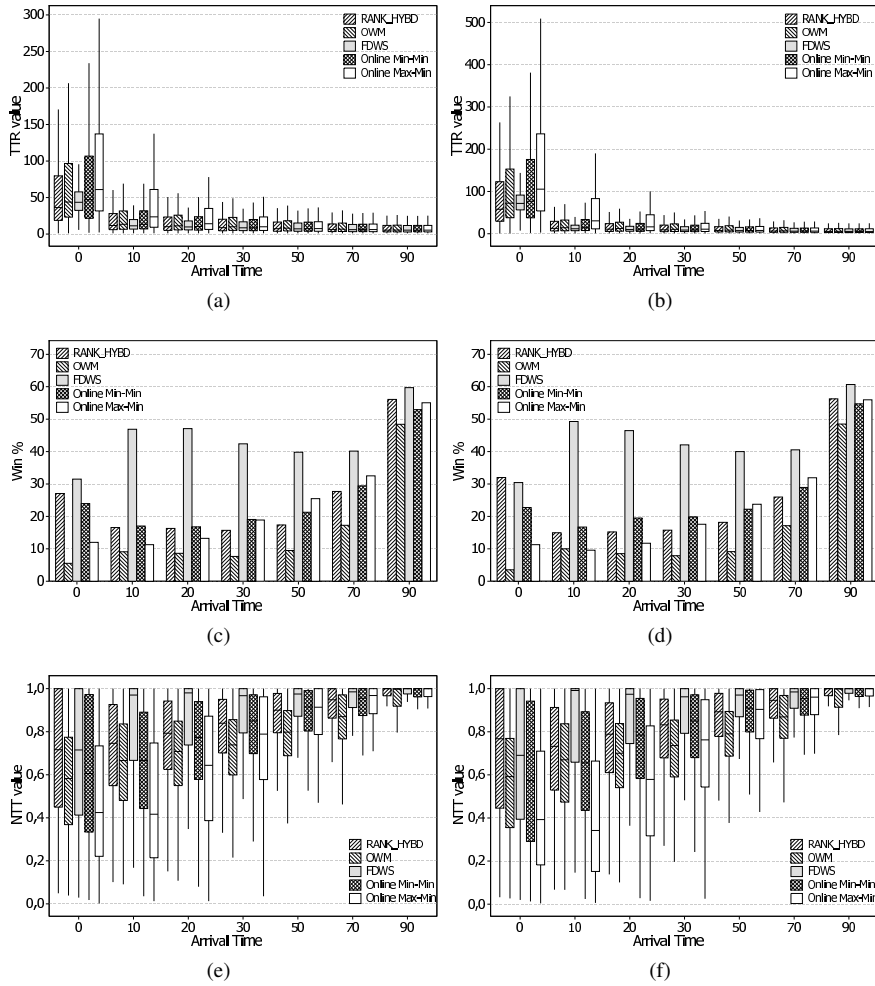 300
250
200
150
100
50
0
TTR value
RANK_HYBD
OWM
FDWS
Online Min-Min
Online Max-Min
0 10 20 30 50 70 90
Arrival Time
(a)
500
400
300
200
100
0
TTR value
RANK_HYBD
OWM
FDWS
Online Min-Min
Online Max-Min
0 10 20 30 50 70 90
Arrival Time
(b)
70
60
50
40
30
20
10
0
Win %
RANK_HYBD
OWM
FDWS
Online Min-Min
Online Max-Min
0 10 20 30 50 70 90
Arrival Time
(c)
70
60
50
40
30
20
10
0
Win %
RANK_HYBD
OWM
FDWS
Online Min-Min
Online Max-Min
0 10 20 30 50 70 90
Arrival Time
(d)
1,0
0,8
0,6
0,4
0,2
0,0
NTT value
RANK_HYBD
OWM
FDWS
Online Min-Min
Online Max-Min
0 10 20 30 50 70 90
Arrival Time
(e)
1,0
0,8
0,6
0,4
0,2
0,0
NTT value
RANK_HYBD
OWM
FDWS
Online Min-Min
Online Max-Min
0 10 20 30 50 70 90
Arrival Time
(f)